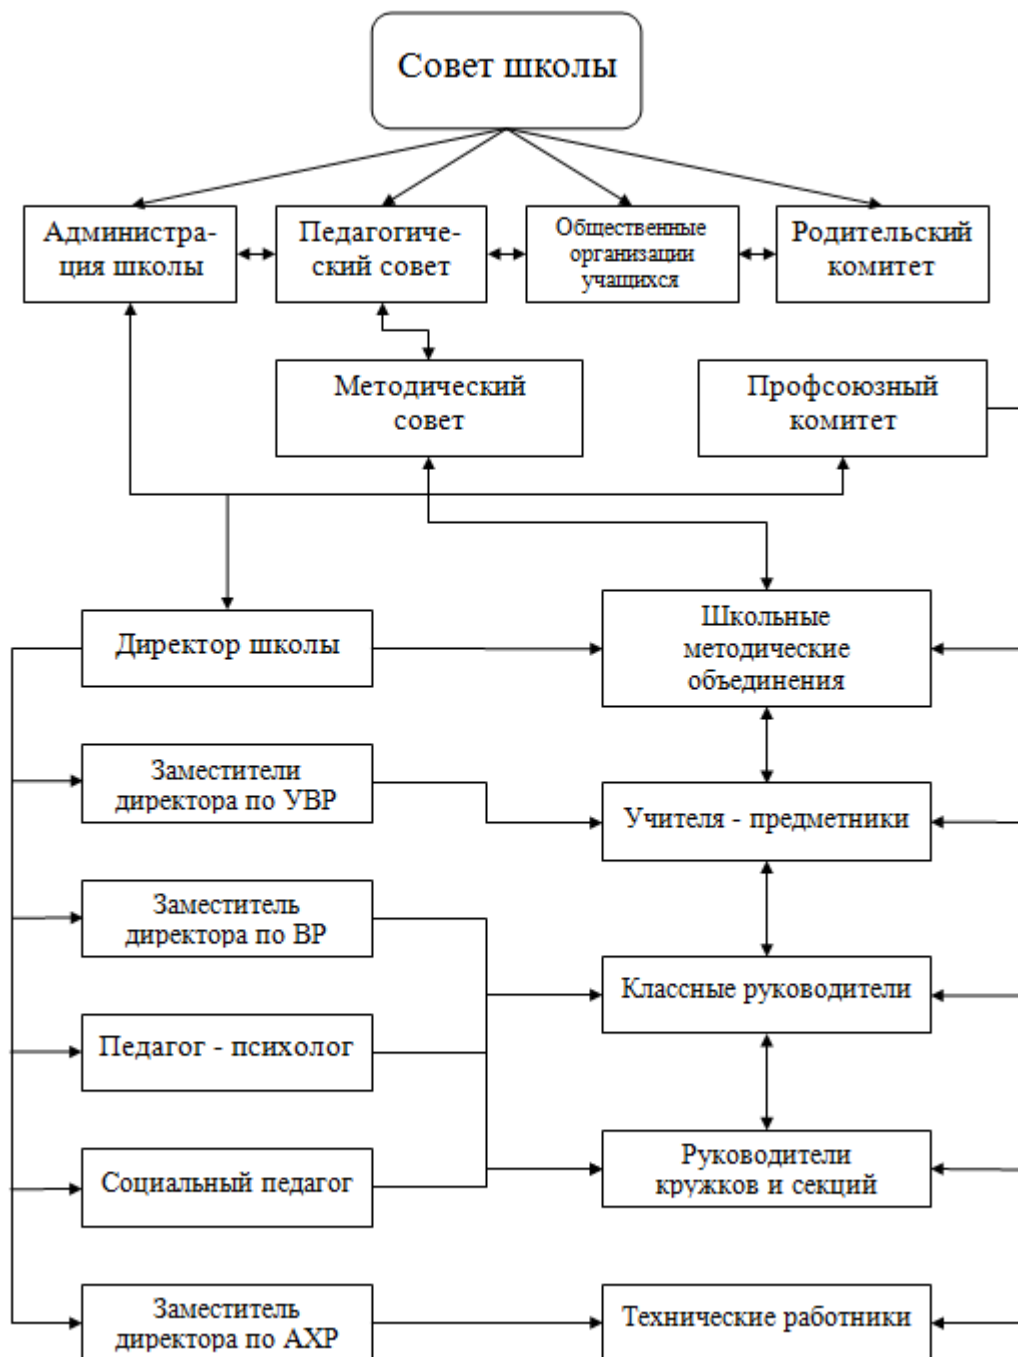 Совет школы
Администра-
ция школы
Педагогиче-
ский совет
Общественные
организации
учащихся
Родительский
комитет
Методический
совет
Профсоюзный
комитет
Директор школы
Школьные
методические
объединения
Заместители
директора по УВР
Учителя - предметники
Заместитель
директора по ВР
Классные руководители
Педагог - психолог
Социальный педагог
Руководители
кружков и секций
Заместитель
директора по АХР
Технические работники